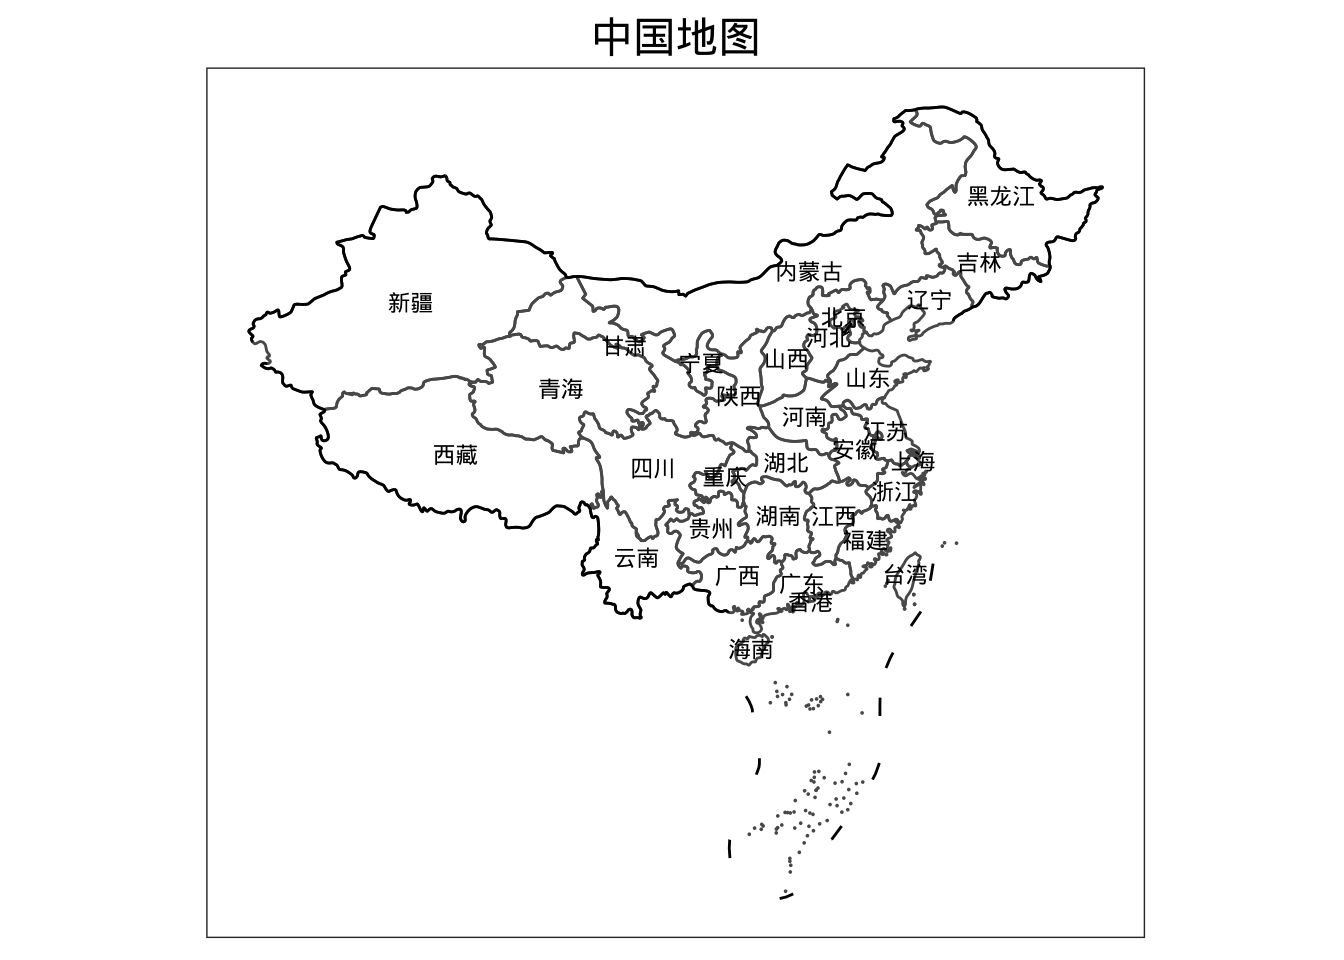 中国地图
黑龙江
吉林
内蒙古
辽宁
新疆
北京
河北
甘肃
山西
宁夏
山东
青海
陕西
河南
江苏
安徽
西藏
上海
湖北
四川
重庆
浙江
湖南
江西
贵州
福建
云南
台湾
广西
广东
香港
海南